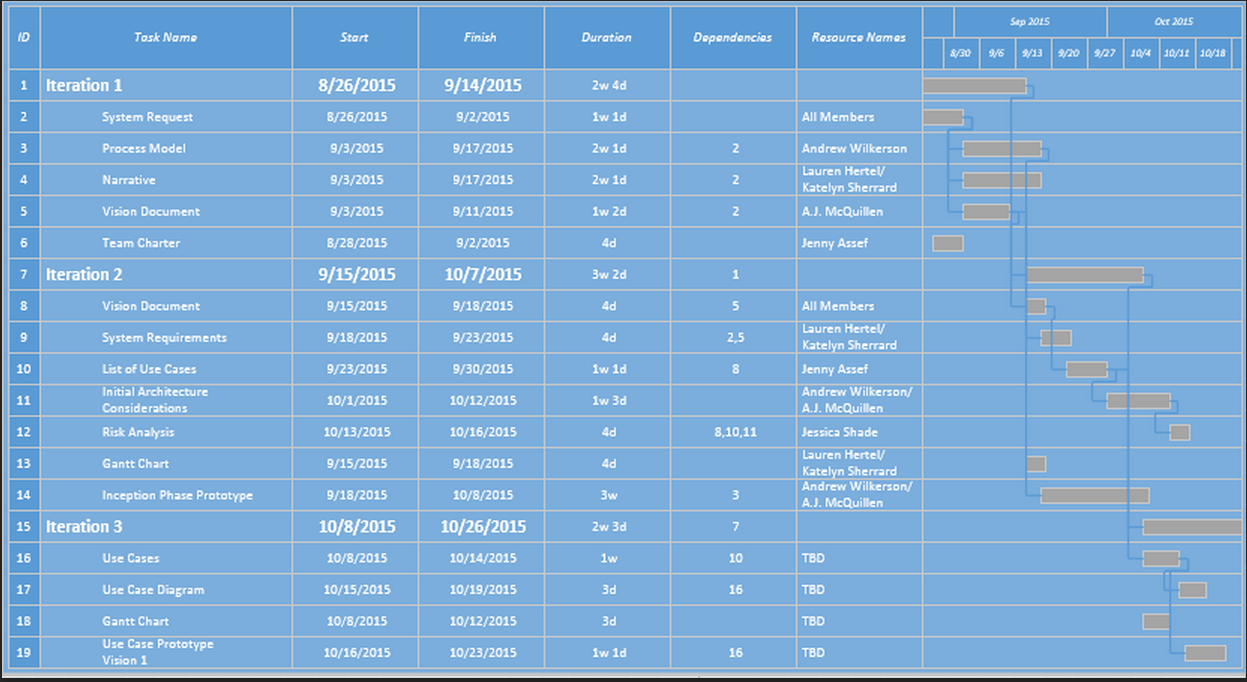 Sep 2015 Oct 2015
ID Task Name Start Finish Duration Dependencies Resource Names 8/30 9/6 9/13 9/20 9/27 10/4 10/11 10/18
1 Iteration 1 8/26/2015 9/14/2015 2w 4d
2 System Request 8/26/2015 9/2/2015 1w 1d All Members
3 Process Model 9/3/2015 9/17/2015 2w 1d 2 Andrew Wilkerson
4 Narrative 9/3/2015 9/17/2015 2w 1d 2 Lauren Hertel/
Katelyn Sherrard
5 Vision Document 9/3/2015 9/11/2015 1w 2d 2 A.J. McQuillen
6 Team Charter 8/28/2015 9/2/2015 4d Jenny Assef
7 Iteration 2 9/15/2015 10/7/2015 3w 2d 1
8 Vision Document 9/15/2015 9/18/2015 4d 5 All Members
9 System Requirements 9/18/2015 9/23/2015 4d 2,5 Lauren Hertel/
Katelyn Sherrard
10 List of Use Cases 9/23/2015 9/30/2015 1w 1d 8 Jenny Assef
11 Initial Architecture
Considerations 10/1/2015 10/12/2015 1w 3d Andrew Wilkerson/
A.J. McQuillen
12 Risk Analysis 10/13/2015 10/16/2015 4d 8,10,11 Jessica Shade
13 Gantt Chart 9/15/2015 9/18/2015 4d Lauren Hertel/
Katelyn Sherrard
14 Inception Phase Prototype 9/18/2015 10/8/2015 3w 3 Andrew Wilkerson/
A.J. McQuillen
15 Iteration 3 10/8/2015 10/26/2015 2w 3d 7
16 Use Cases 10/8/2015 10/14/2015 1w 10 TBD
17 Use Case Diagram 10/15/2015 10/19/2015 3d 16 TBD
18 Gantt Chart 10/8/2015 10/12/2015 3d TBD
19 Use Case Prototype
Vision 1 10/16/2015 10/23/2015 1w 1d 16 TBD